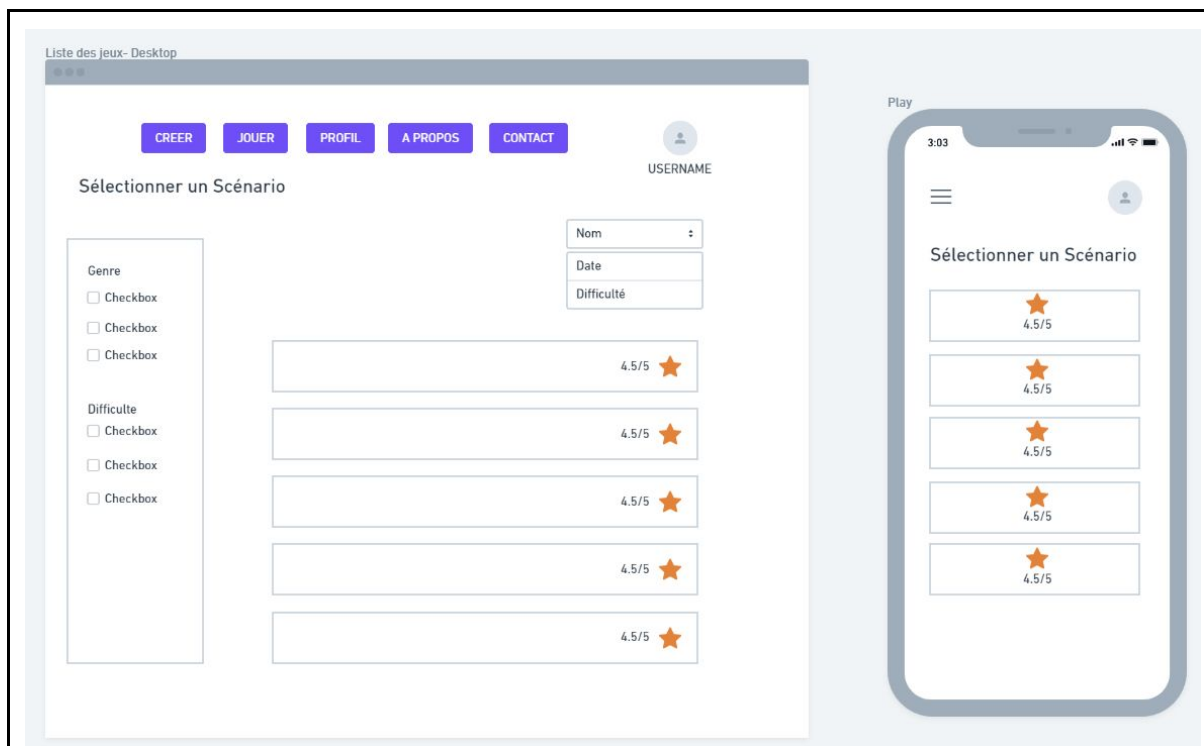 Liste des jeux- Desktop
CREER JOUER PROFIL A PROPOS CONTACT
USERNAME
Sélectionner un Scénario
Nom
Date
Difficulté
Genre
Checkbox
Checkbox
Checkbox
Difficulte
Checkbox
Checkbox
Checkbox
4.5/5
4.5/5
4.5/5
4.5/5
4.5/5
Play
3:03
Sélectionner un Scénario
4.5/5
4.5/5
4.5/5
4.5/5
4.5/5